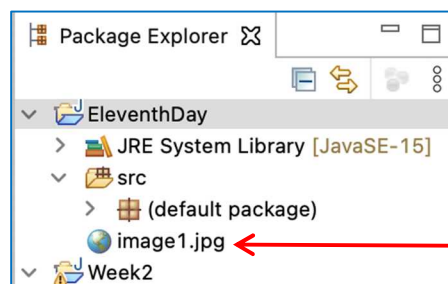 Package Explorer
EleventhDay
JRE System Library [JavaSE-15]
src
(default package)
image1.jpg
Week2